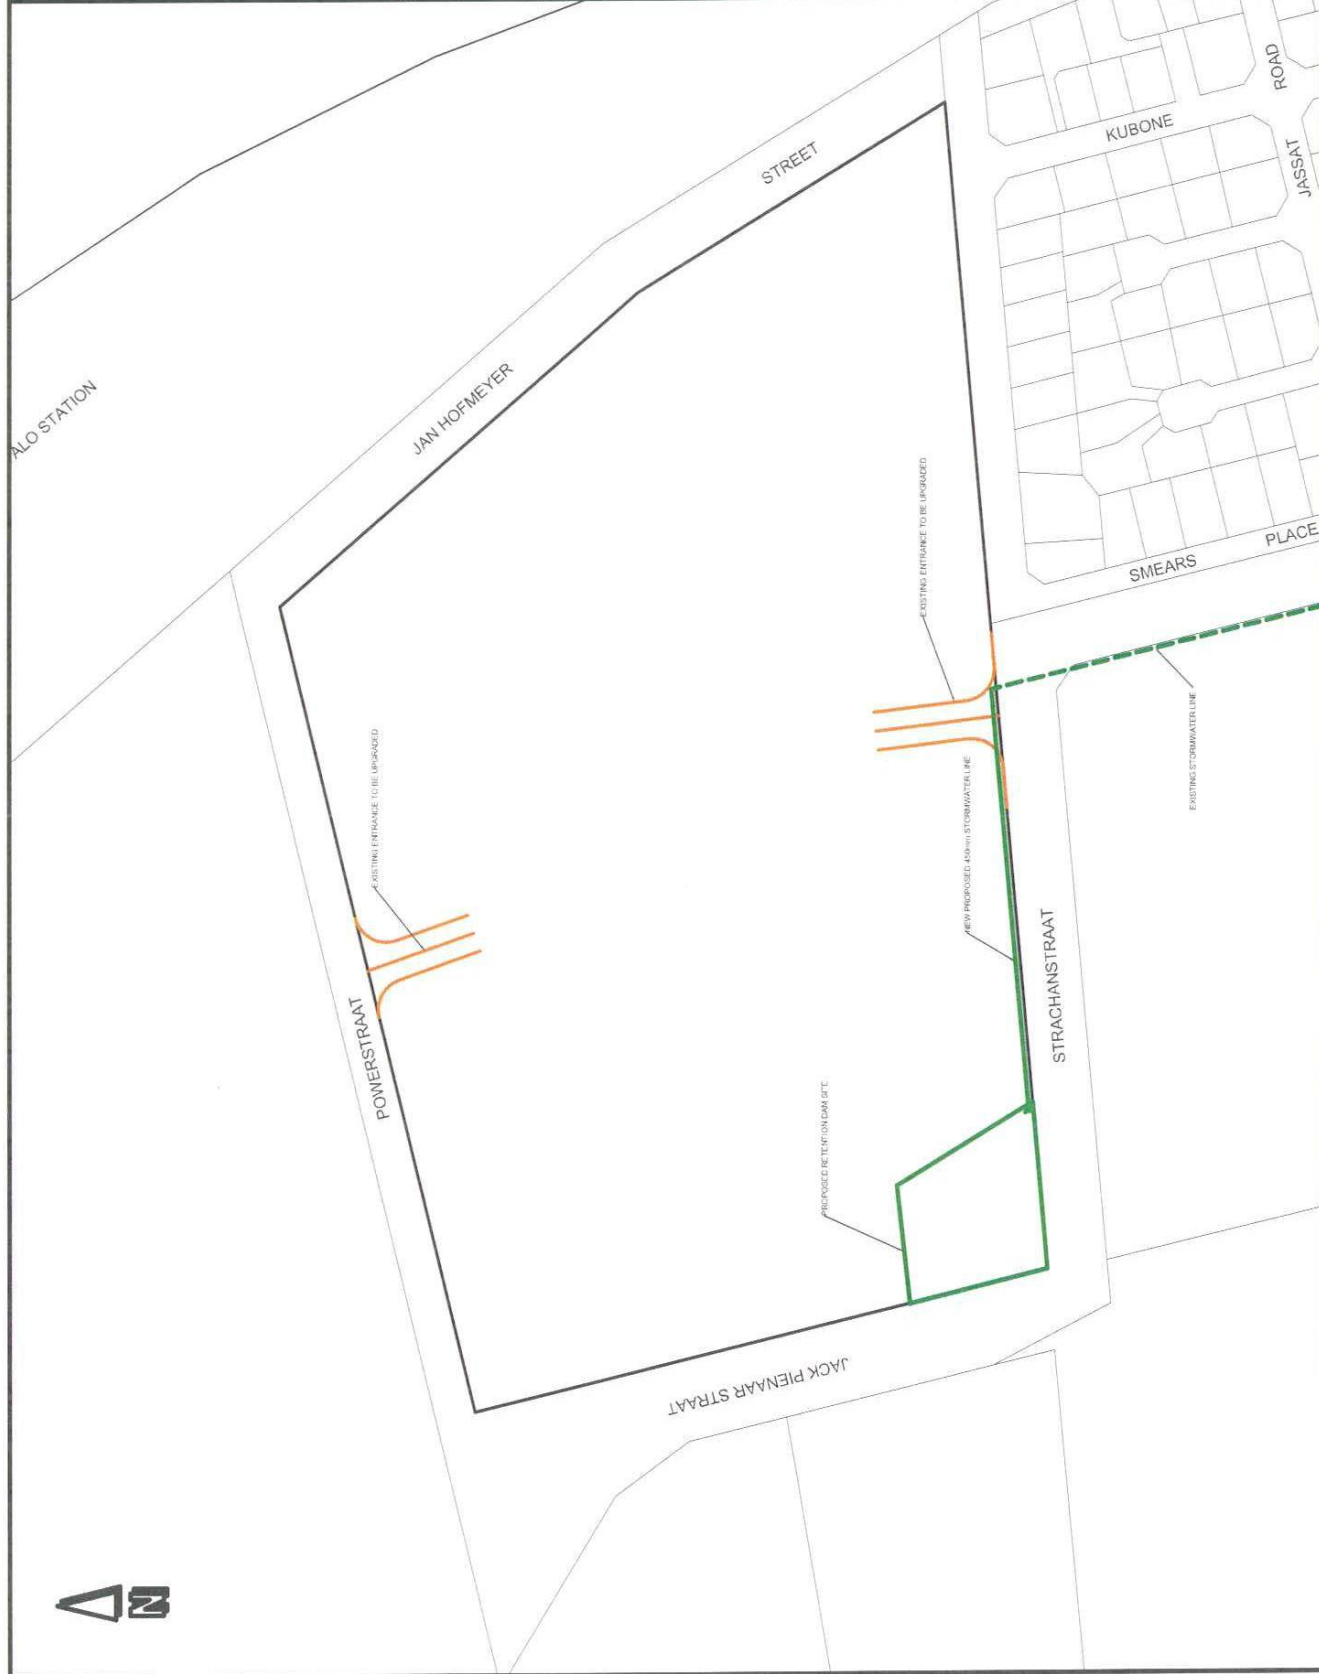 ALO STATION
JAN HOFMEYER
STREET
KUBONE
ROAD
JASSAT
EXISTING ENTRANCE TO BE UPGRADED
EXISTING ENTRANCE TO BE UPGRADED
SMEARS
PLACE
POWERSTRAAT
NEW PROPOSED 450mm STORMWATER LINE
EXISTING STORMWATER LINE
STRACHANSTRAAT
PROPOSED RETENTION DAM SITE
JACK PIENAAR STRAAT
N